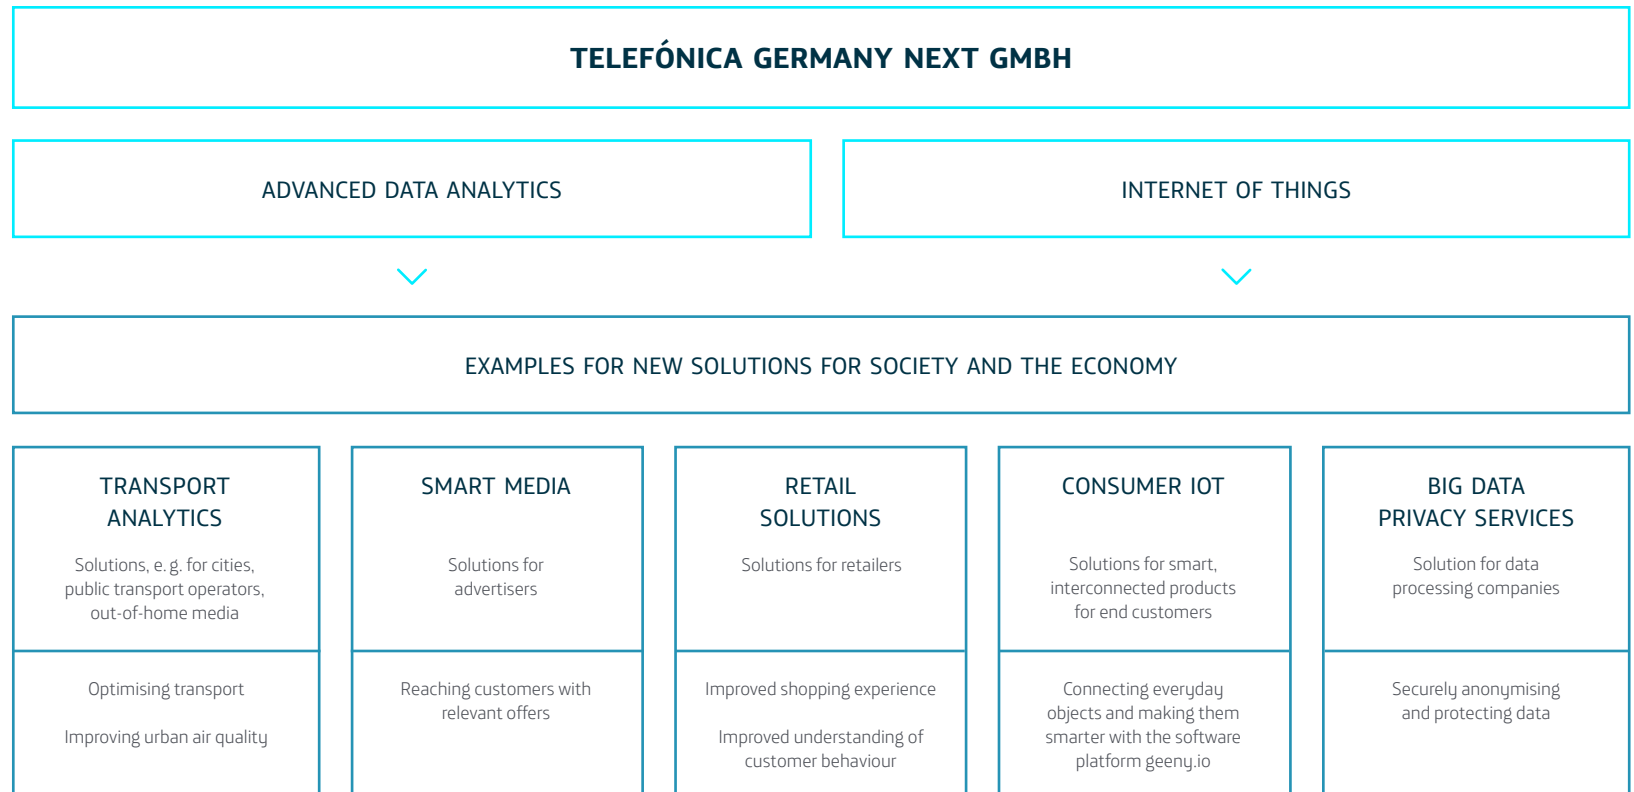 TELEFÓNICA GERMANY NEXT GMBH
ADVANCED DATA ANALYTICS
INTERNET OF THINGS
EXAMPLES FOR NEW SOLUTIONS FOR SOCIETY AND THE ECONOMY
TRANSPORT
ANALYTICS
Solutions, e. g. for cities,
public transport operators,
out-of-home media
Optimising transport
Improving urban air quality
SMART MEDIA
Solutions for
advertisers
Reaching customers with
relevant offers
RETAIL
SOLUTIONS
Solutions for retailers
Improved shopping experience
Improved understanding of
customer behaviour
CONSUMER IOT
Solutions for smart,
interconnected products
for end customers
Connecting everyday
objects and making them
smarter with the software
platform geeny.io
BIG DATA
PRIVACY SERVICES
Solution for data
processing companies
Securely anonymising
and protecting data